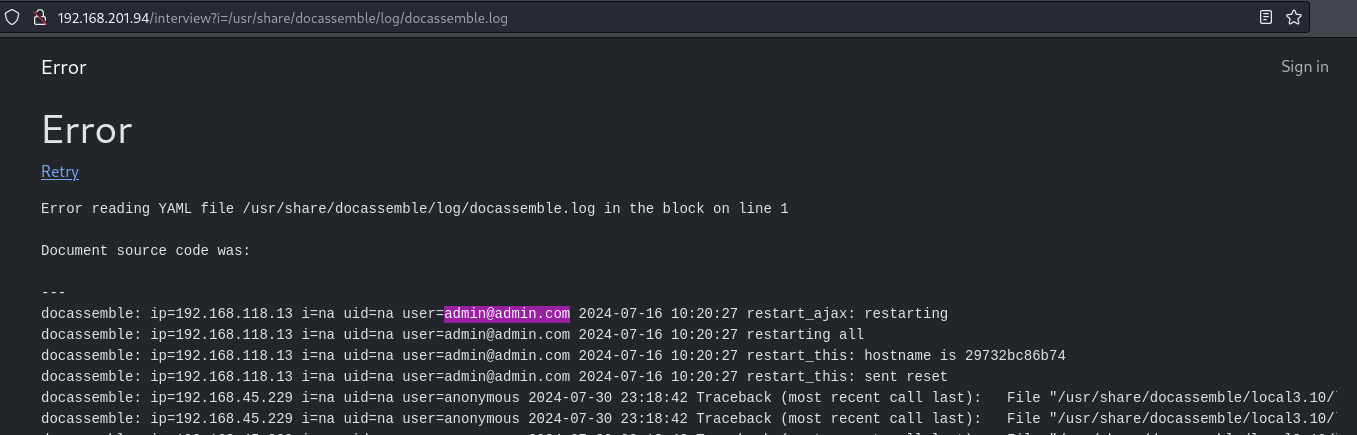 192.168.201.94/interview?i=/usr/share/docassemble/log/docassemble.log
Error
Sign in
Error
Retry
Error reading YAML file /usr/share/docassemble/log/docassemble.log in the block on line 1
Document source code was:
---
docassemble: ip=192.168.118.13 i=na uid=na user=admin@admin.com 2024-07-16 10:20:27 restart_ajax: restarting
docassemble: ip=192.168.118.13 i=na uid=na user=admin@admin.com 2024-07-16 10:20:27 restarting all
docassemble: ip=192.168.118.13 i=na uid=na user=admin@admin.com 2024-07-16 10:20:27 restart_this: hostname is 29732bc86b74
docassemble: ip=192.168.118.13 i=na uid=na user=admin@admin.com 2024-07-16 10:20:27 restart_this: sent reset
docassemble: ip=192.168.45.229 i=na uid=na user=anonymous 2024-07-30 23:18:42 Traceback (most recent call last): File "/usr/share/docassemble/local3.10/
docassemble: ip=192.168.45.229 i=na uid=na user=anonymous 2024-07-30 23:18:42 Traceback (most recent call last): File "/usr/share/docassemble/local3.10/